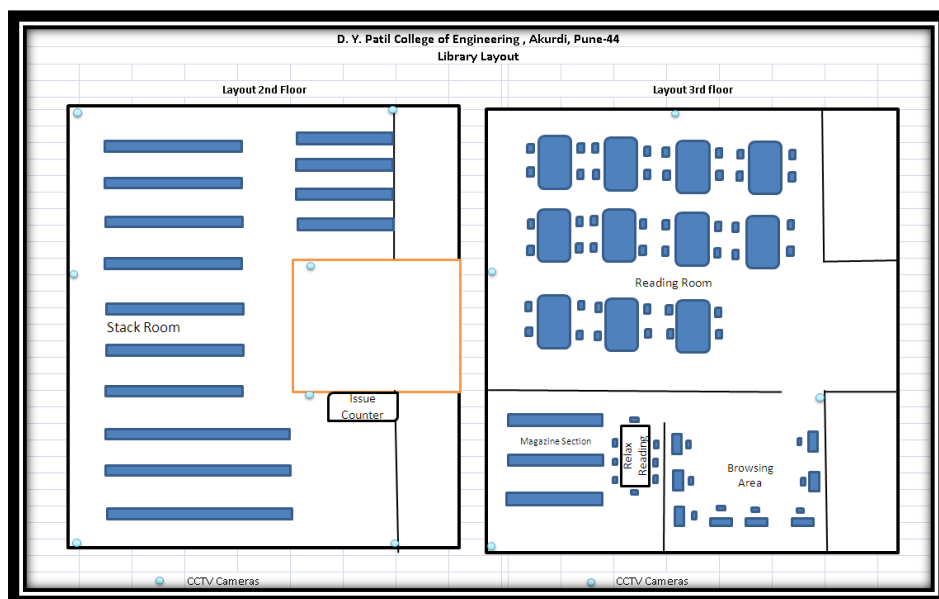 D. Y. Patil College of Engineering , Akurdi, Pune-44
Library Layout
Layout 2nd Floor
Layout 3rd floor
Stack Room
Issue
Counter
Reading Room
Magazine Section
Relax
Reading
Browsing
Area
CCTV Cameras
CCTV Cameras